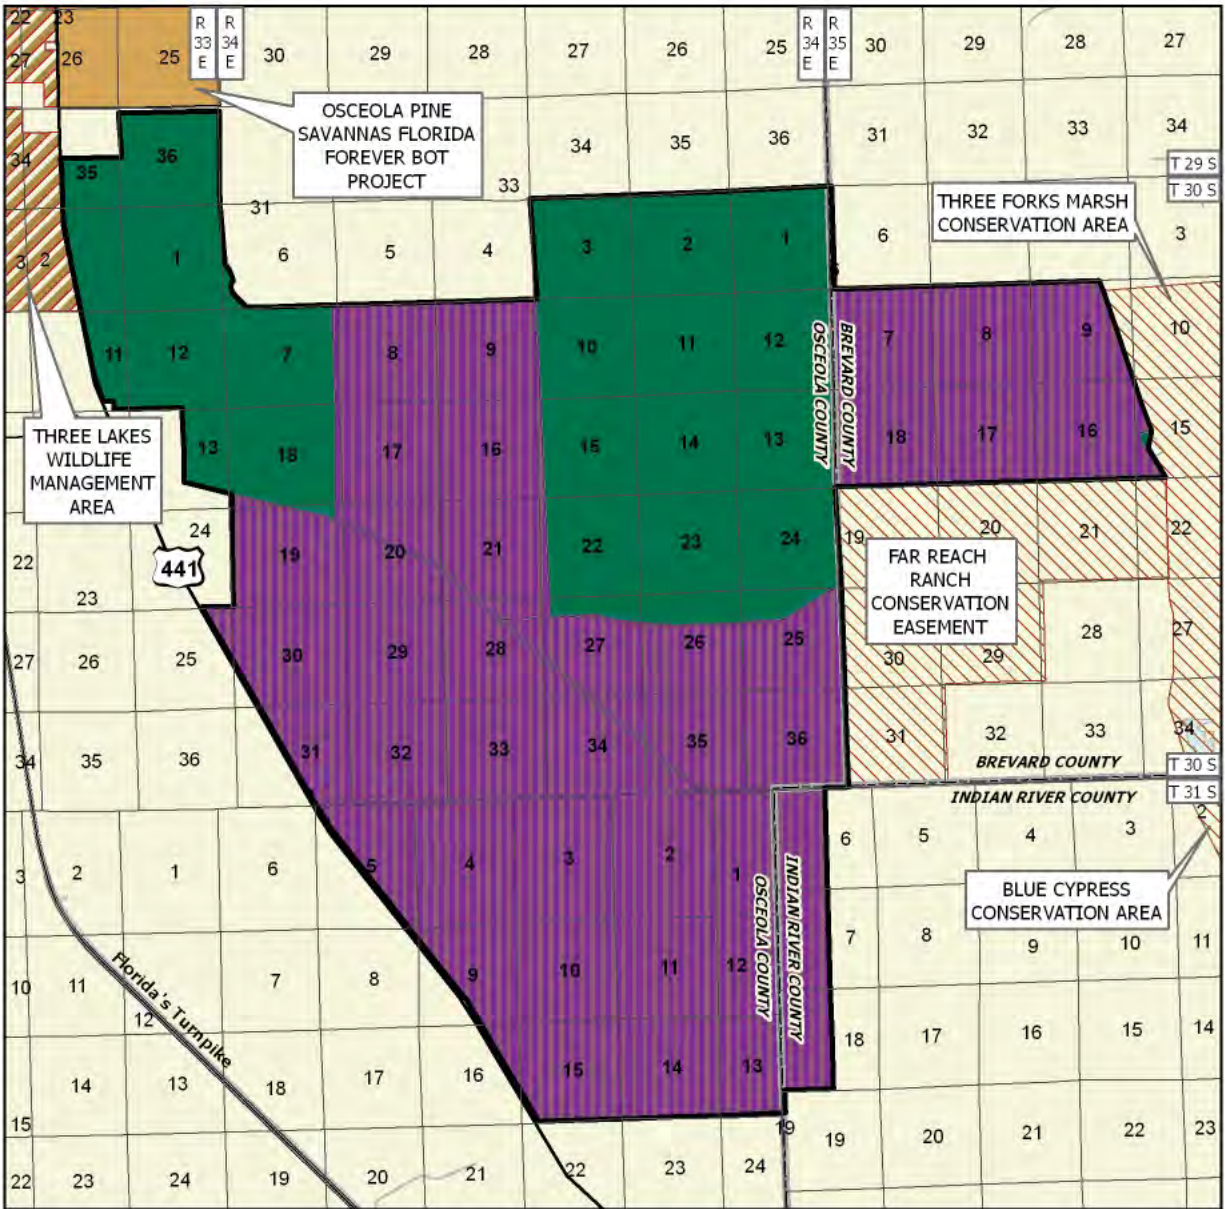 22 23
27 26 25 R 33 E R 34 E 30 29 28 27 26 25 R 34 E R 35 E 30 29 28 27
OSCEOLA PINE
SAVANNAS FLORIDA
FOREVER BOT
PROJECT
34 35 36 33 31 34 35 36 31 32 33 34
T 29 S
T 30 S
THREE FORKS MARSH
CONSERVATION AREA
3 2 1 6 5 4 3 2 1 6 3
11 12 7 8 9 10 11 12 7 8 9 10
OSCEOLA COUNTY
BREVARD COUNTY
THREE LAKES
WILDLIFE
MANAGEMENT
AREA
13 18 17 16 15 14 13 18 17 16 15
22 24 19 20 21 22 23 24 19 20 21 22
441
23
FAR REACH
RANCH
CONSERVATION
EASEMENT
27 26 25 30 29 28 27 26 25 30 29 28 27
34 35 36 31 32 33 34 35 36 31 32 33 34
BREVARD COUNTY
T 30 S
INDIAN RIVER COUNTY
T 31 S
3 2 1 6 5 4 3 2 1 6 5 4 3 2
OSCEOLA COUNTY
INDIAN RIVER COUNTY
BLUE CYPRESS
CONSERVATION AREA
10 11 12 7 8 9 10 11 12 7 8 9 10 11
Florida's Turnpike
15 14 13 18 17 16 15 14 13 18 17 16 15 14
22 23 24 19 20 21 22 23 24 19 19 20 21 22 23